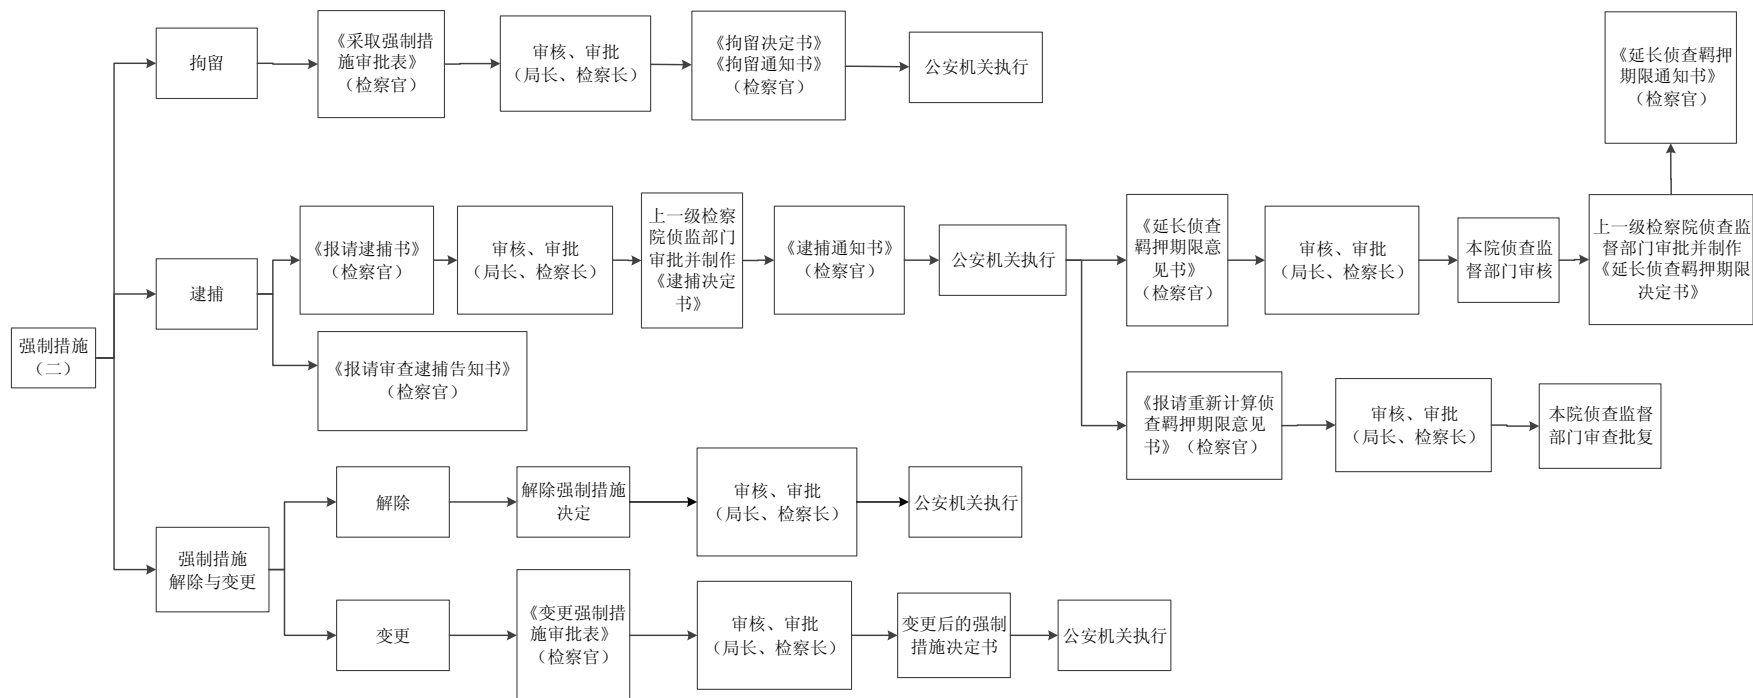 强制措施
（二）
拘留
《采取强制措
施审批表》
（检察官）
审核、审批
（局长、检察长）
《拘留决定书》
《拘留通知书》
（检察官）
公安机关执行
逮捕
《报请逮捕书》
（检察官）
审核、审批
（局长、检察长）
上一级检察
院侦监部门
审批并制作
《逮捕决定
书》
《逮捕通知书》
（检察官）
公安机关执行
《延长侦查
羁押期限意
见书》
（检察官）
审核、审批
（局长、检察长）
本院侦查监
督部门审核
上一级检察院侦查监
督部门审批并制作
《延长侦查羁押期限
决定书》
《延长侦查羁押
期限通知书》
（检察官）
《报请重新计算侦
查羁押期限意见
书》（检察官）
审核、审批
（局长、检察长）
本院侦查监督
部门审查批复
《报请审查逮捕告知书》
（检察官）
强制措施
解除与变更
解除
解除强制措施
决定
审核、审批
（局长、检察长）
公安机关执行
变更
《变更强制措
施审批表》
（检察官）
审核、审批
（局长、检察长）
变更后的强制
措施决定书
公安机关执行